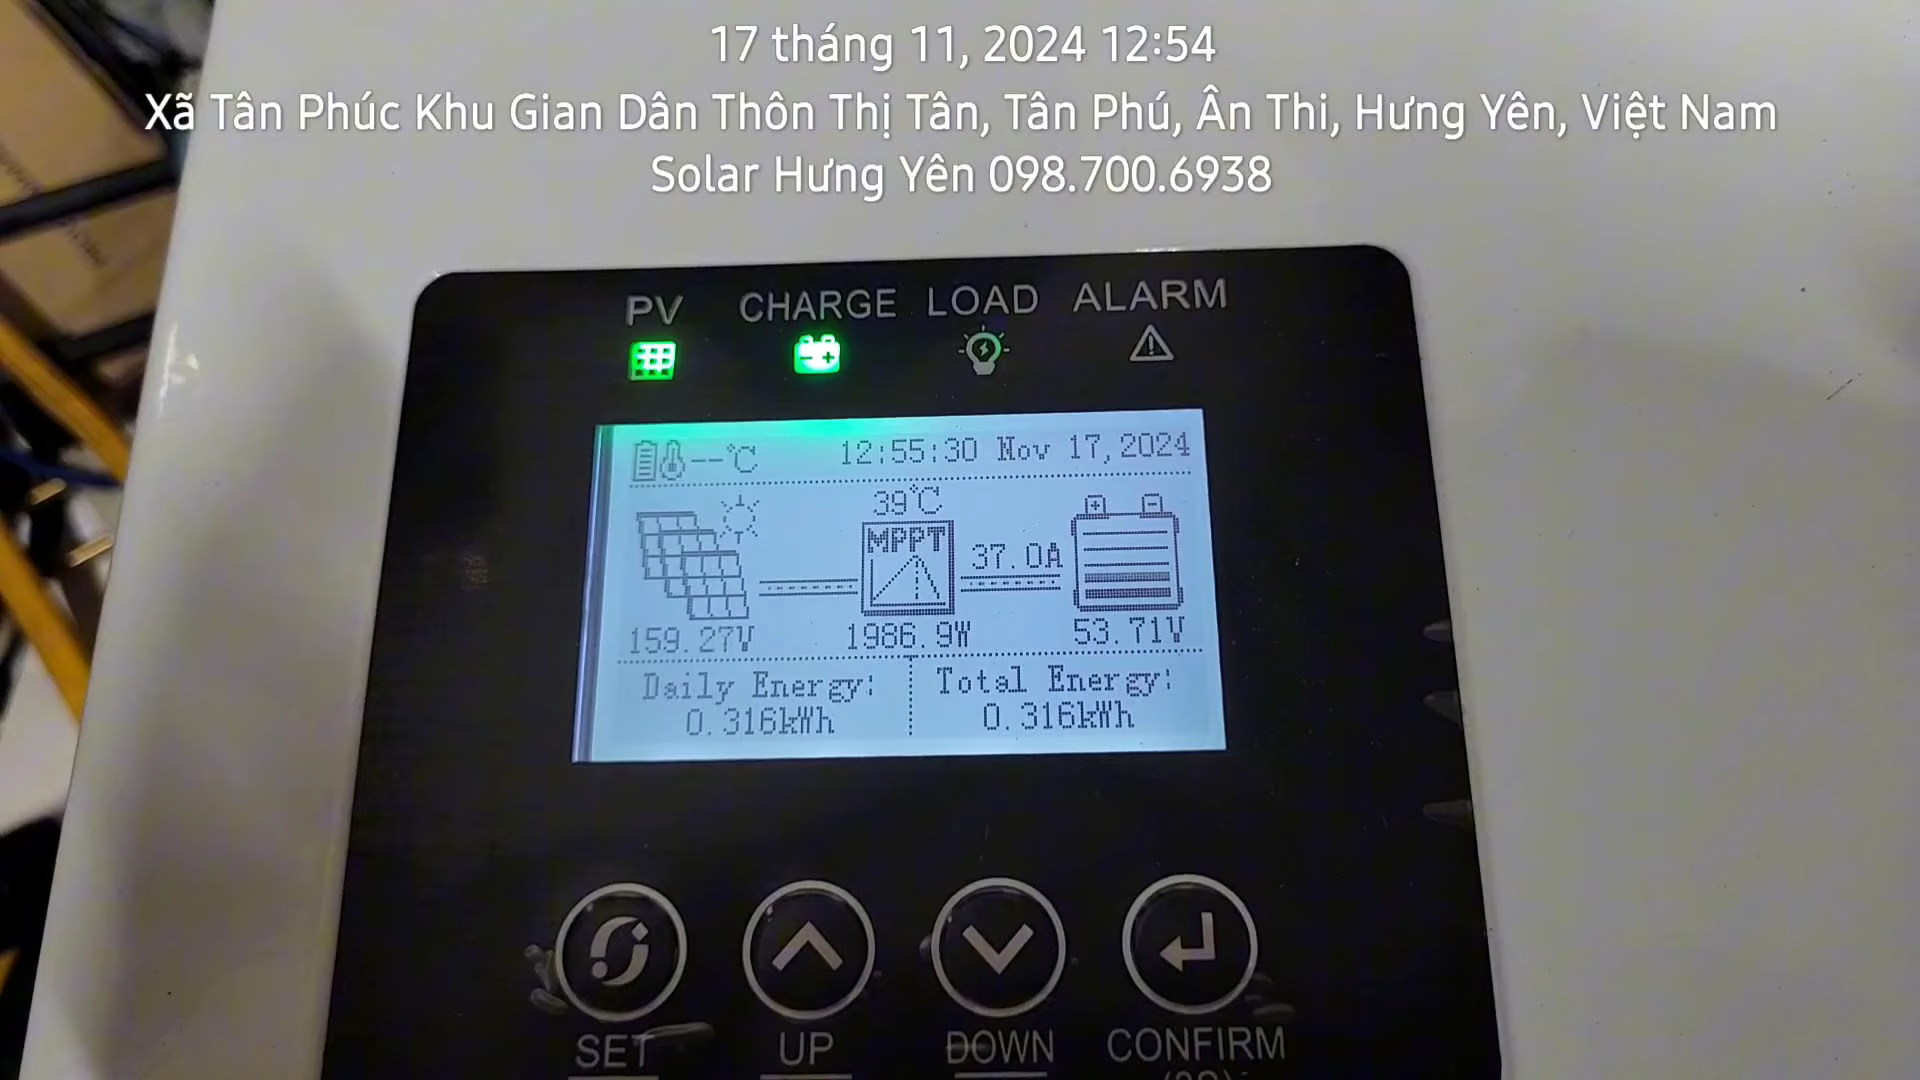 17 tháng 11, 2024 12:54
Xã Tân Phúc Khu Gian Dân Thôn Thị Tân, Tân Phú, Ân Thi, Hưng Yên, Việt Nam
Solar Hưng Yên 098.700.6938
PV CHARGE LOAD ALARM
--°C 12:55:30 Nov 17,2024
39°C
MPPT
37.0A
159.27V 1986.9W 53.71V
Daily Energy: Total Energy:
0.316kWh 0.316kWh
SET UP DOWN CONFIRM